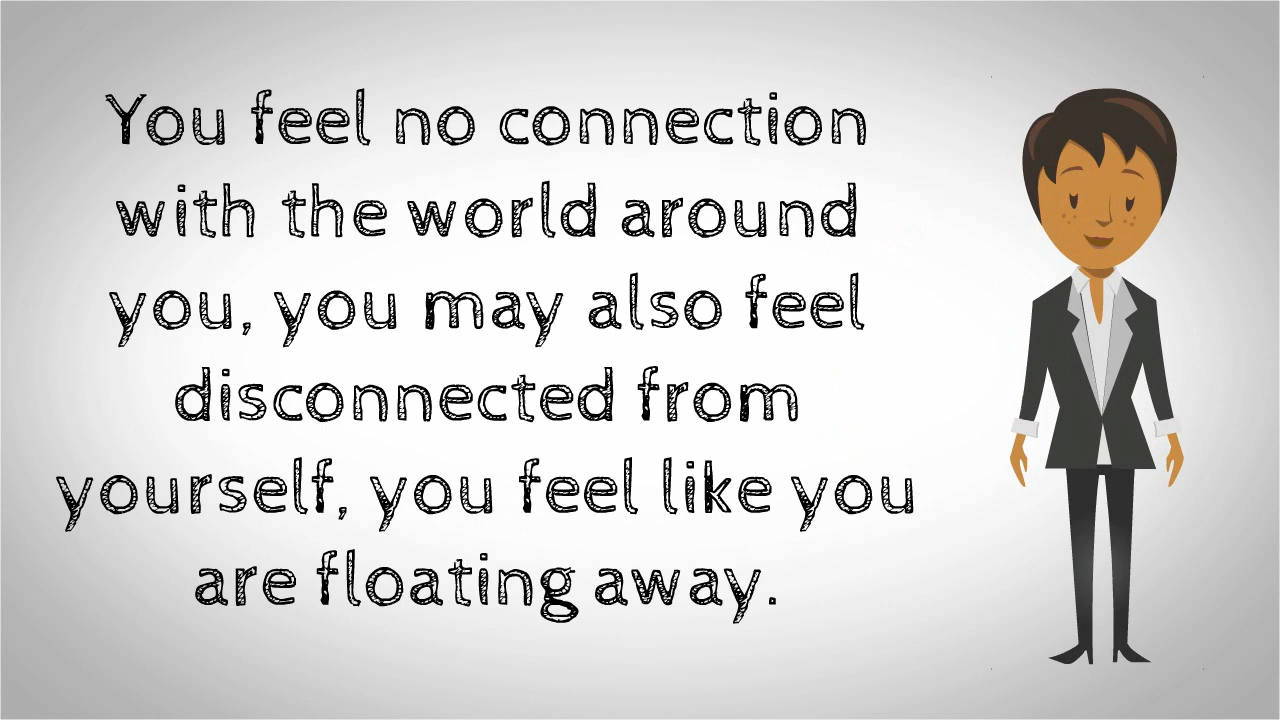 You feel no connection
with the world around
you, you may also feel
disconnected from
yourself, you feel like you
are floating away.